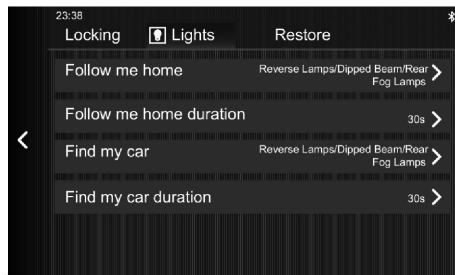 23:38
Locking Lights Restore
Follow me home Reverse Lamps/Dipped Beam/Rear
Fog Lamps
Follow me home duration 30s
Find my car Reverse Lamps/Dipped Beam/Rear
Fog Lamps
Find my car duration 30s